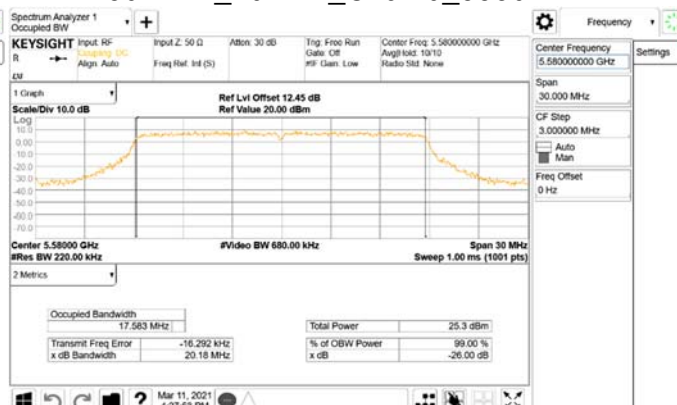 Spectrum Analyzer 1
Occupied BW
+
Frequency
KEYSIGHT
Input: RF
Coupling: DC
Align: Auto
Input Z: 50 Ω
Freq Ref: Int (S)
Atten: 30 dB
Trig: Free Run
Gate: Off
#IF Gain: Low
Center Freq: 5.580000000 GHz
Avg|Hold: 10/10
Radio Std: None
R
LXI
Center Frequency
5.580000000 GHz
Settings
Span
30.000 MHz
CF Step
3.000000 MHz
Auto
Man
Freq Offset
0 Hz
1 Graph
Scale/Div 10.0 dB
Ref Lvl Offset 12.45 dB
Ref Value 20.00 dBm
Log
10.0
0.00
-10.0
-20.0
-30.0
-40.0
-50.0
-60.0
-70.0
Center 5.58000 GHz
#Video BW 680.00 kHz
Span 30 MHz
#Res BW 220.00 kHz
Sweep 1.00 ms (1001 pts)
2 Metrics
Occupied Bandwidth
17.583 MHz
Total Power 25.3 dBm
Transmit Freq Error -16.292 kHz
% of OBW Power 99.00 %
x dB Bandwidth 20.18 MHz
x dB -26.00 dB
?
Mar 11, 2021